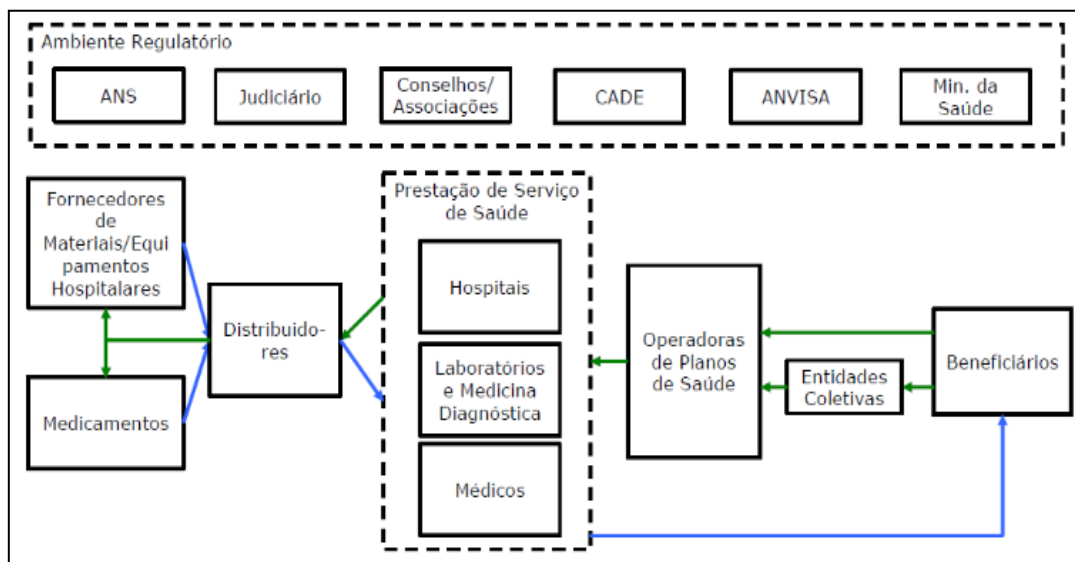 Ambiente Regulatório
ANS
Judiciário
Conselhos/
Associações
CADE
ANVISA
Min. da
Saúde
Fornecedores
de
Materiais/Equi
pamentos
Hospitalares
Medicamentos
Distribuido-
res
Prestação de Serviço
de Saúde
Hospitais
Laboratórios
e Medicina
Diagnóstica
Médicos
Operadoras
de Planos
de Saúde
Entidades
Coletivas
Beneficiários